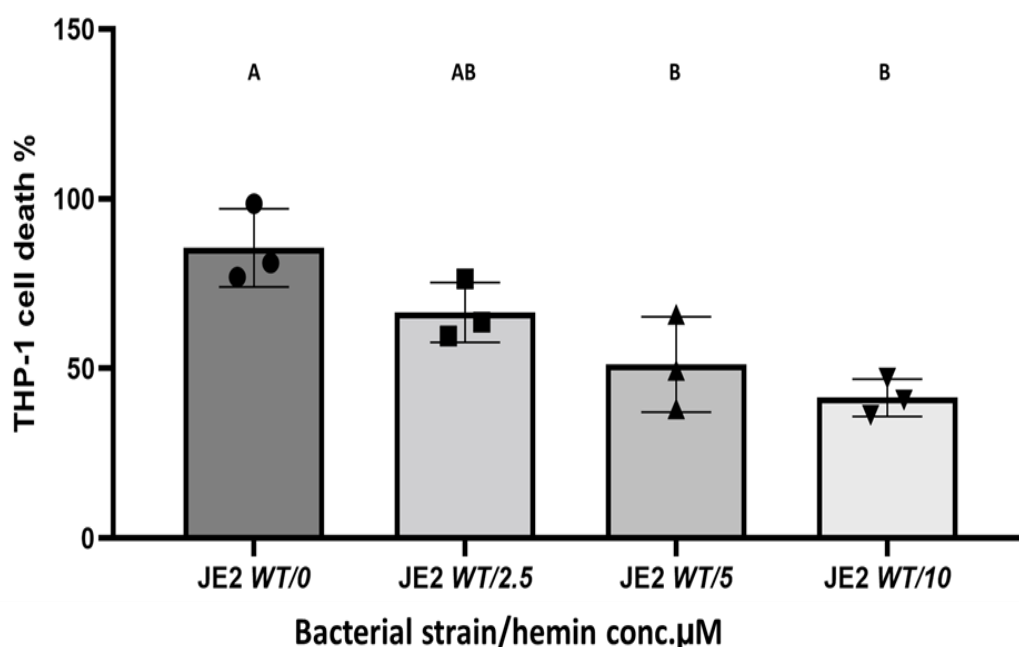 THP-1 cell death %
150
100
50
0
A AB B B
JE2 WT/0 JE2 WT/2.5 JE2 WT/5 JE2 WT/10
Bacterial strain/hemin conc.µM